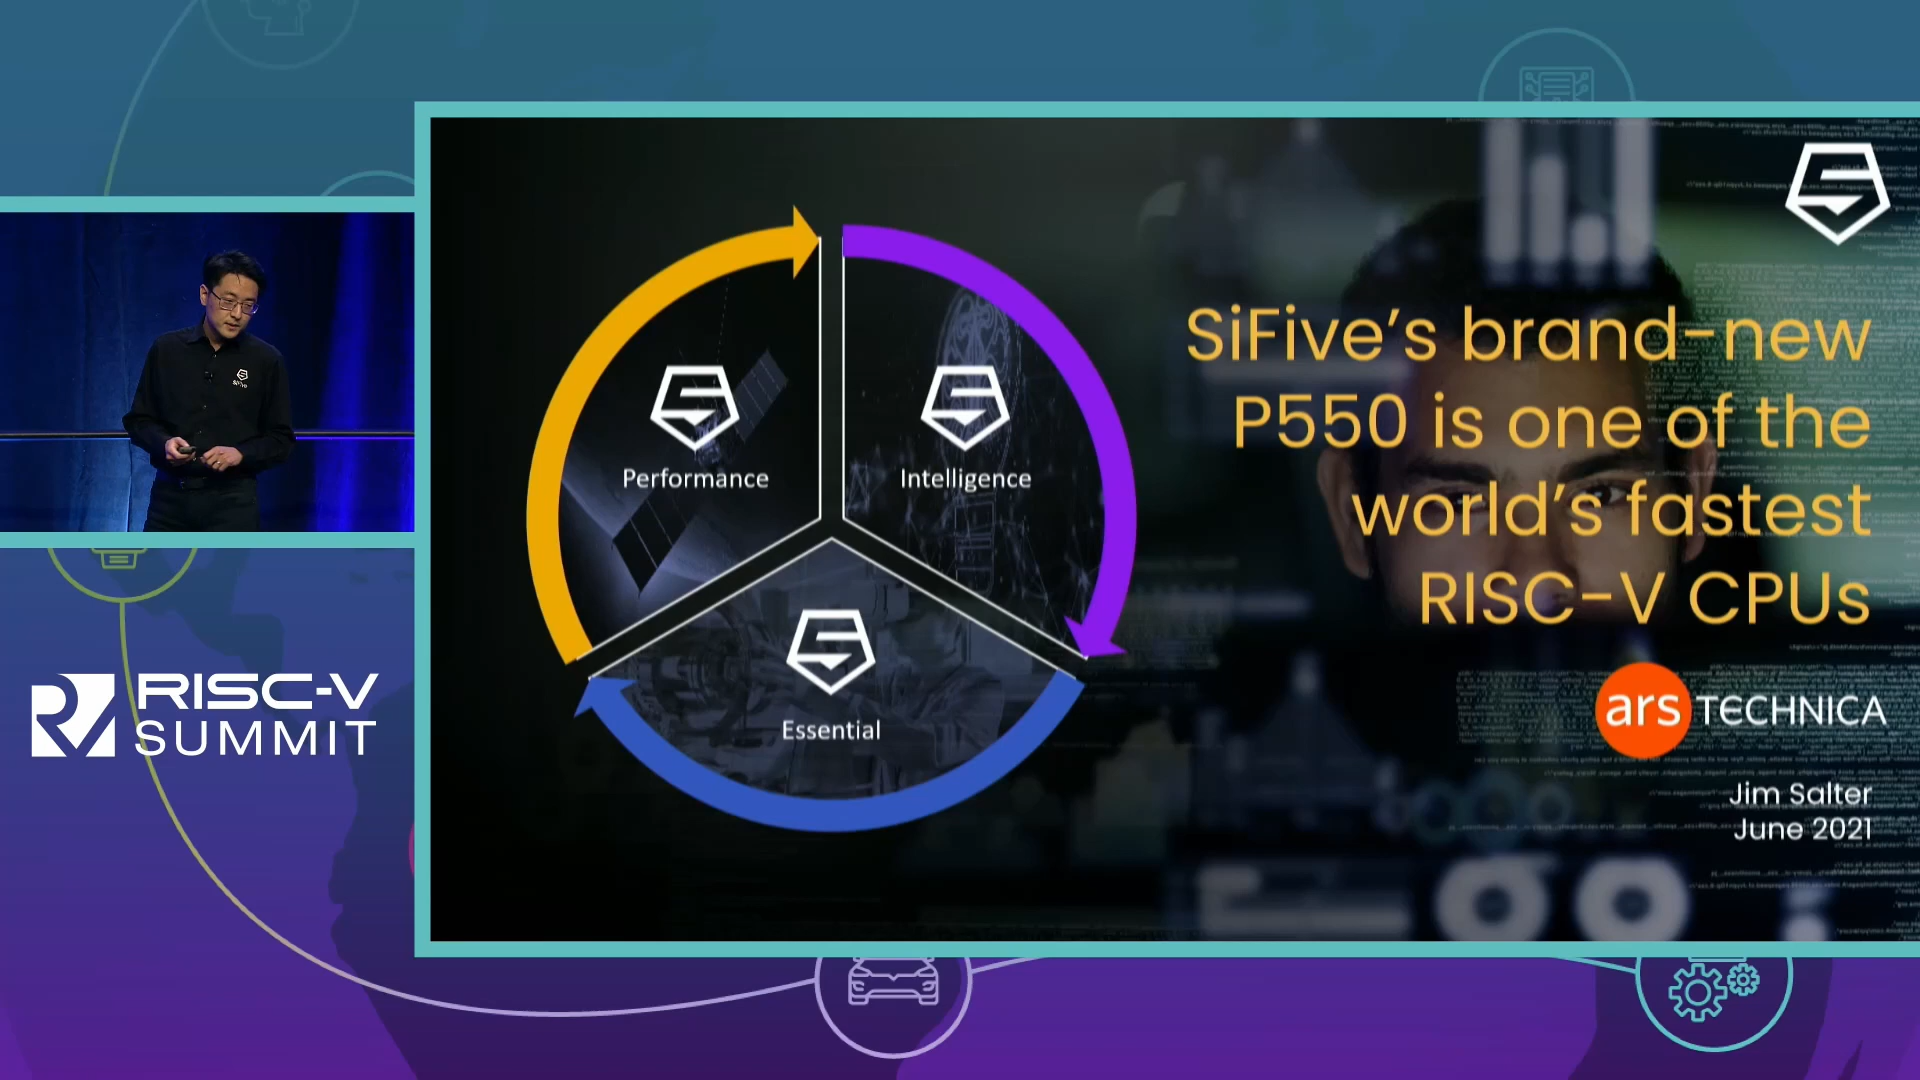 SiFive
RISC-V
SUMMIT
Performance
Intelligence
Essential
SiFive's brand-new
P550 is one of the
world's fastest
RISC-V CPUs
ars TECHNICA
Jim Salter
June 2021